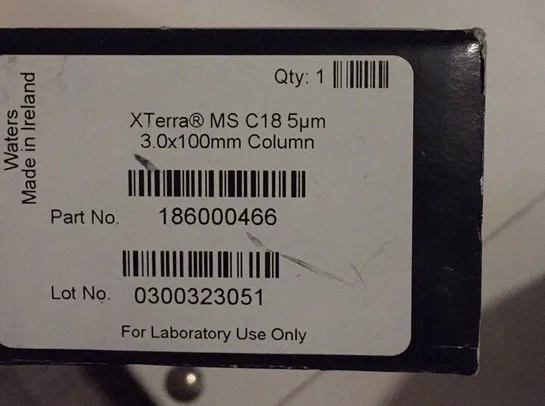 Waters
Made in Ireland
Qty: 1
XTerra® MS C18 5µm
3.0x100mm Column
Part No. 186000466
Lot No. 0300323051
For Laboratory Use Only